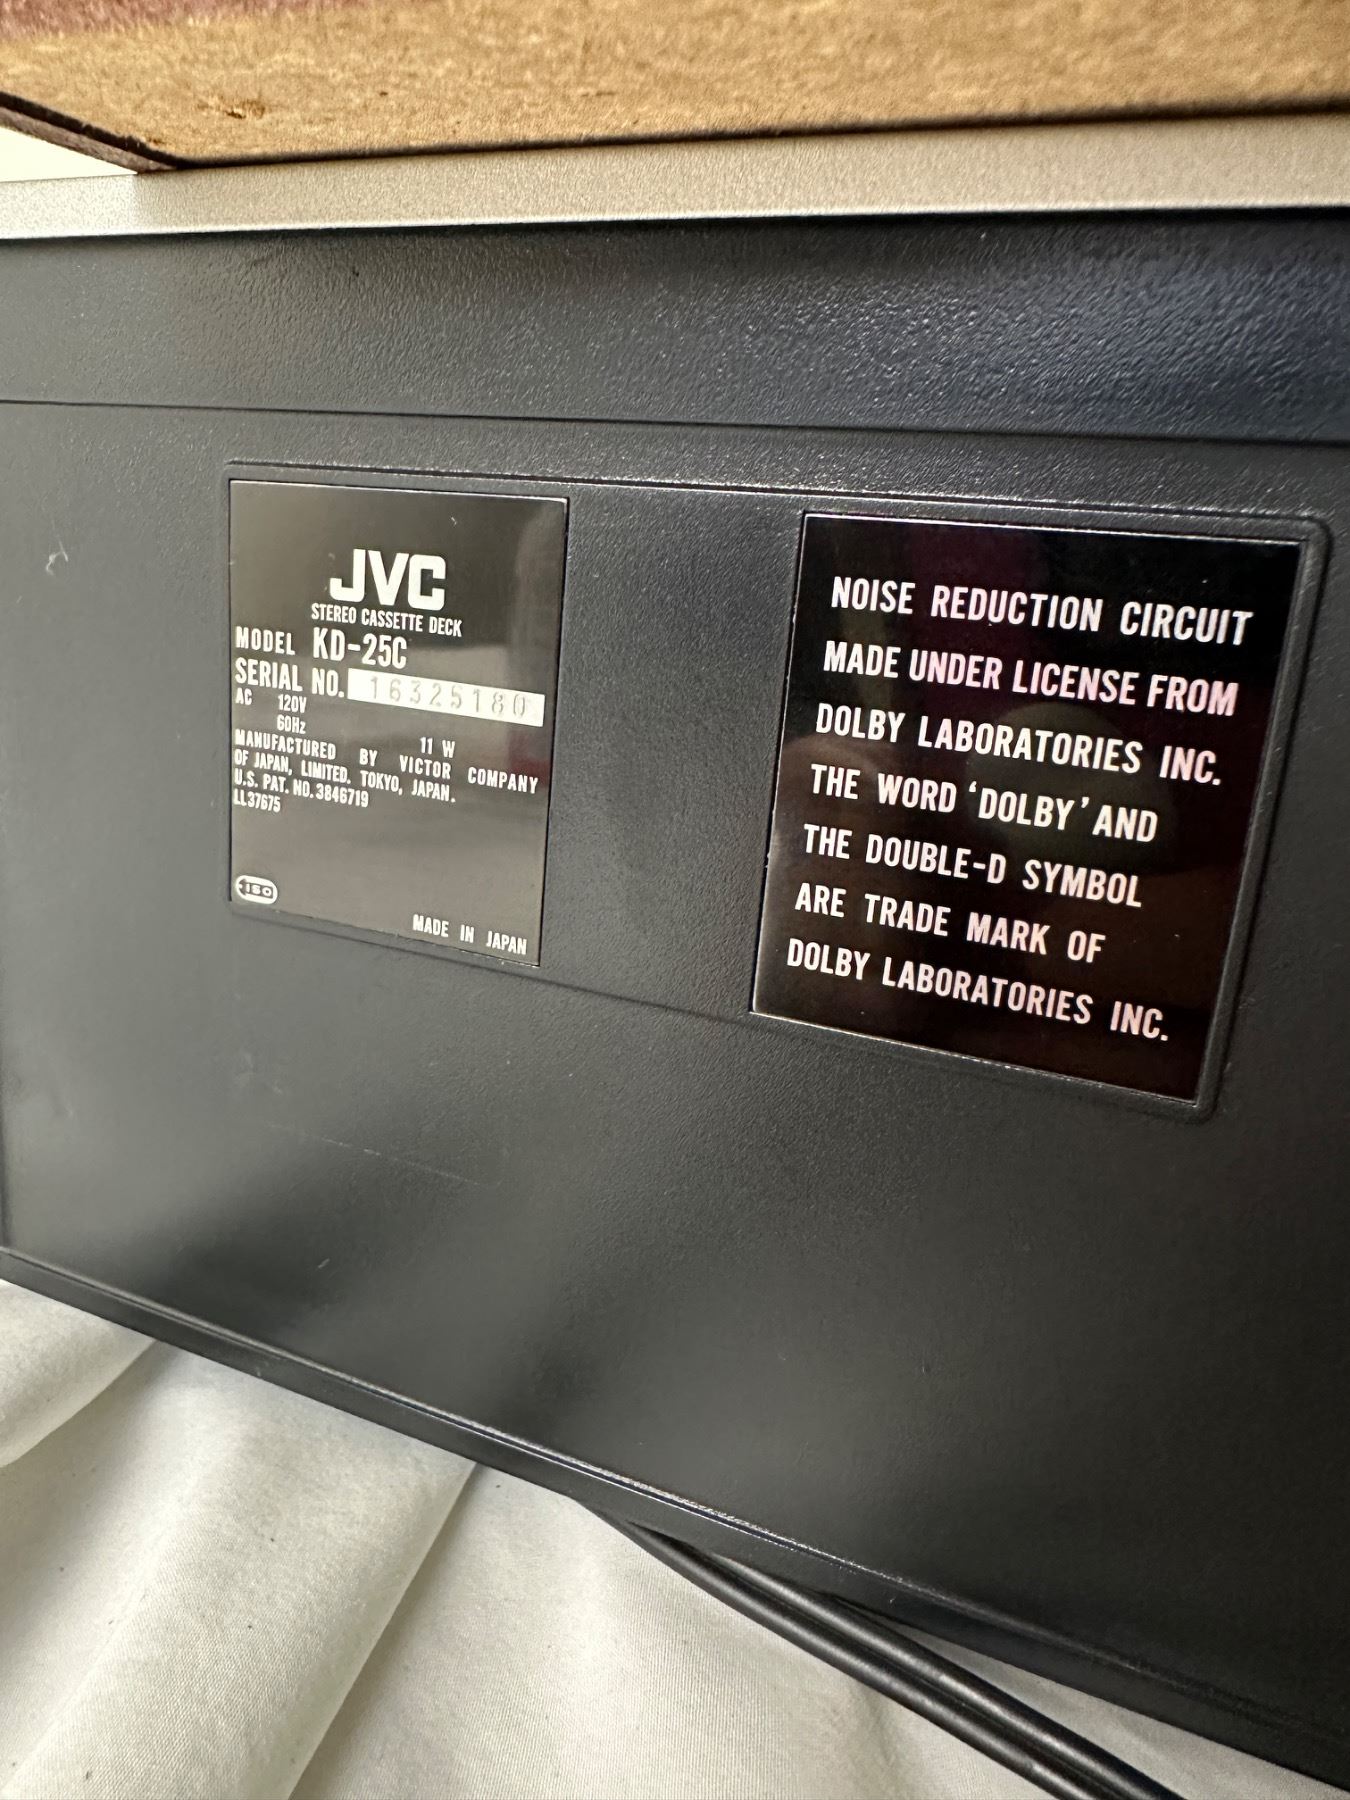 JVC
STEREO CASSETTE DECK
MODEL KD-25C
SERIAL NO. 16325180
AC 120V
60Hz 11 W
MANUFACTURED BY VICTOR COMPANY
OF JAPAN, LIMITED. TOKYO, JAPAN.
U.S. PAT. NO. 3846719
LL37675
ISO
MADE IN JAPAN
NOISE REDUCTION CIRCUIT
MADE UNDER LICENSE FROM
DOLBY LABORATORIES INC.
THE WORD ‘DOLBY’ AND
THE DOUBLE-D SYMBOL
ARE TRADE MARK OF
DOLBY LABORATORIES INC.